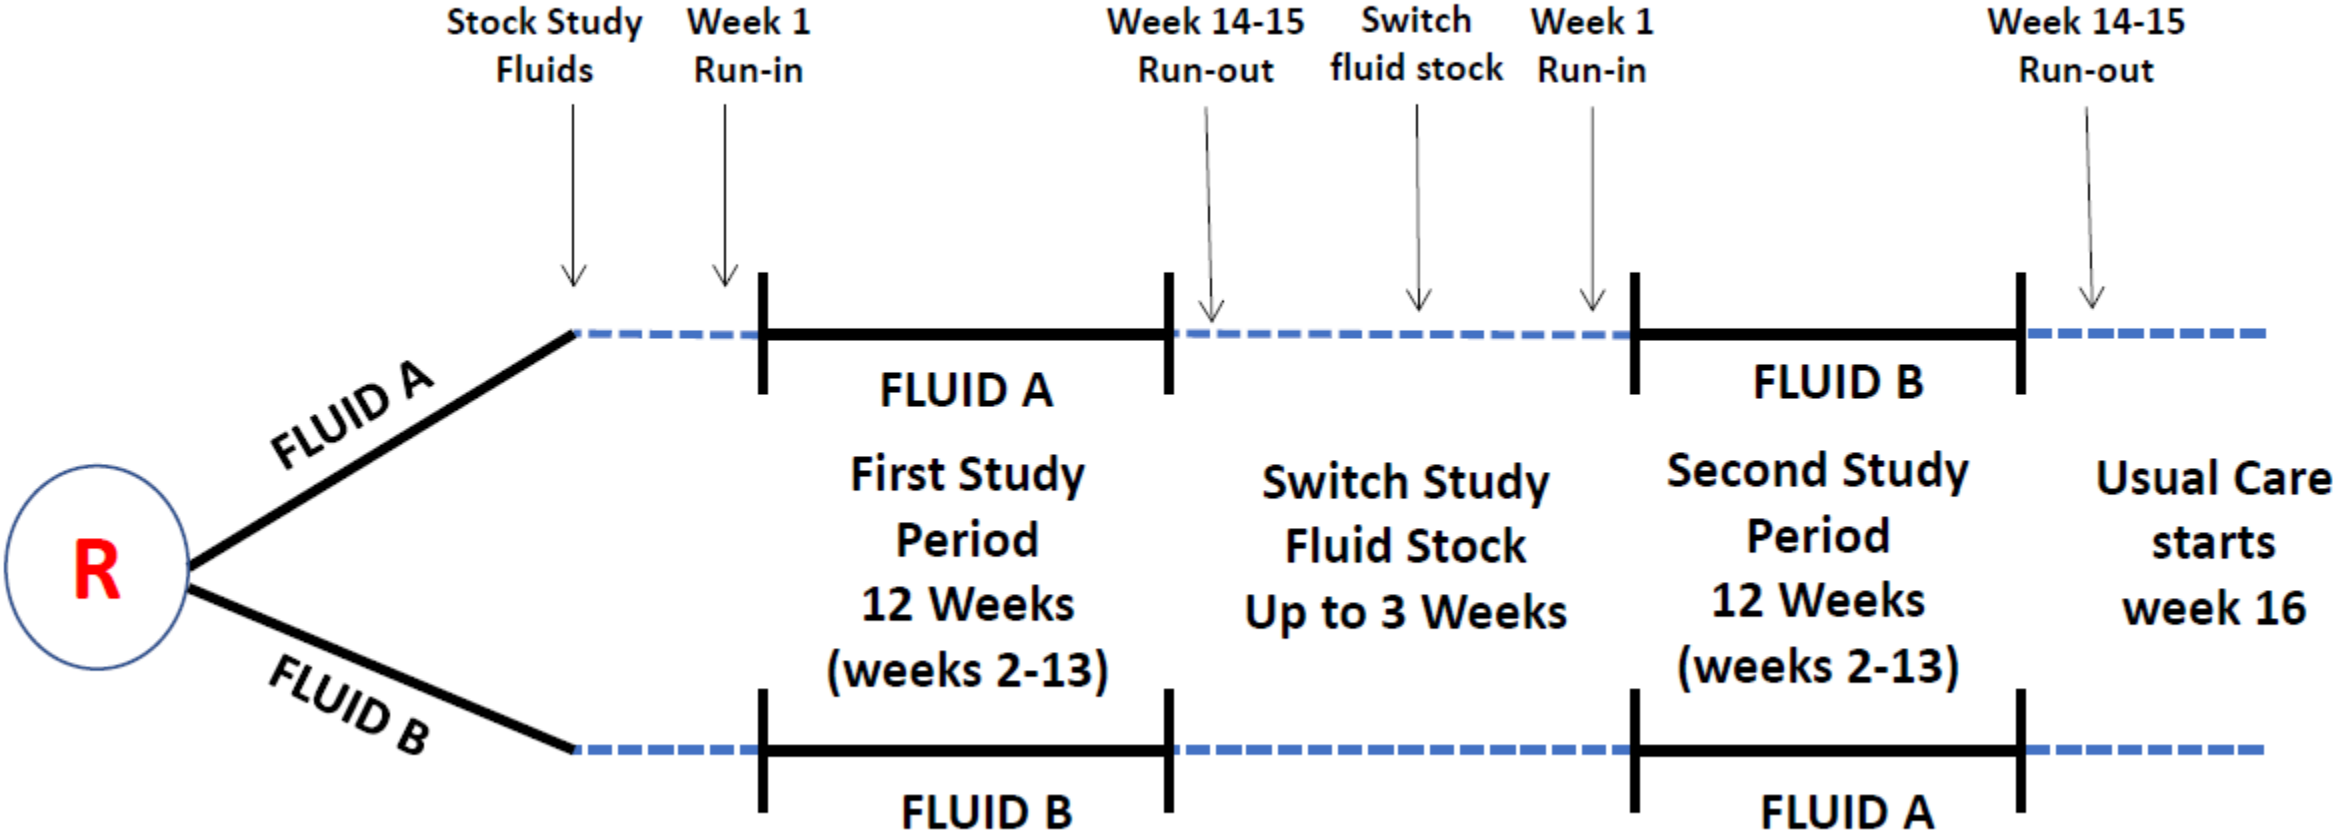 Stock Study
Fluids
Week 1
Run-in
Week 14-15
Run-out
Switch
fluid stock
Week 1
Run-in
Week 14-15
Run-out
R
FLUID A
FLUID B
FLUID A
First Study
Period
12 Weeks
(weeks 2-13)
FLUID B
Switch Study
Fluid Stock
Up to 3 Weeks
FLUID B
Second Study
Period
12 Weeks
(weeks 2-13)
FLUID A
Usual Care
starts
week 16